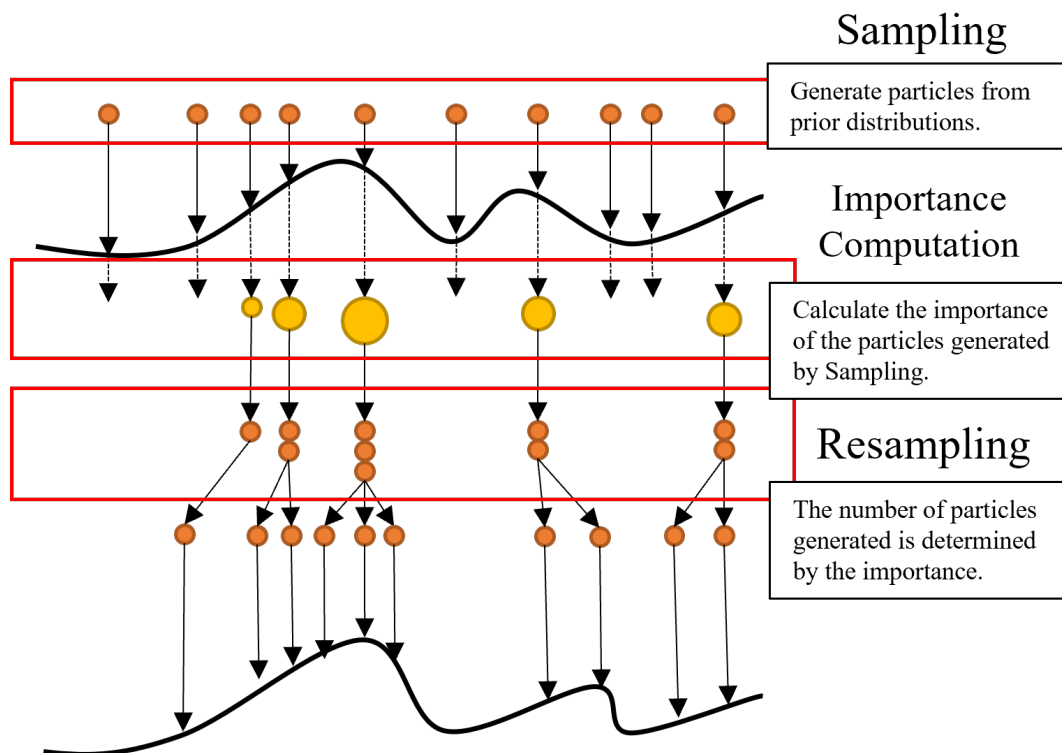 Sampling
Generate particles from
prior distributions.
Importance
Computation
Calculate the importance
of the particles generated
by Sampling.
Resampling
The number of particles
generated is determined
by the importance.